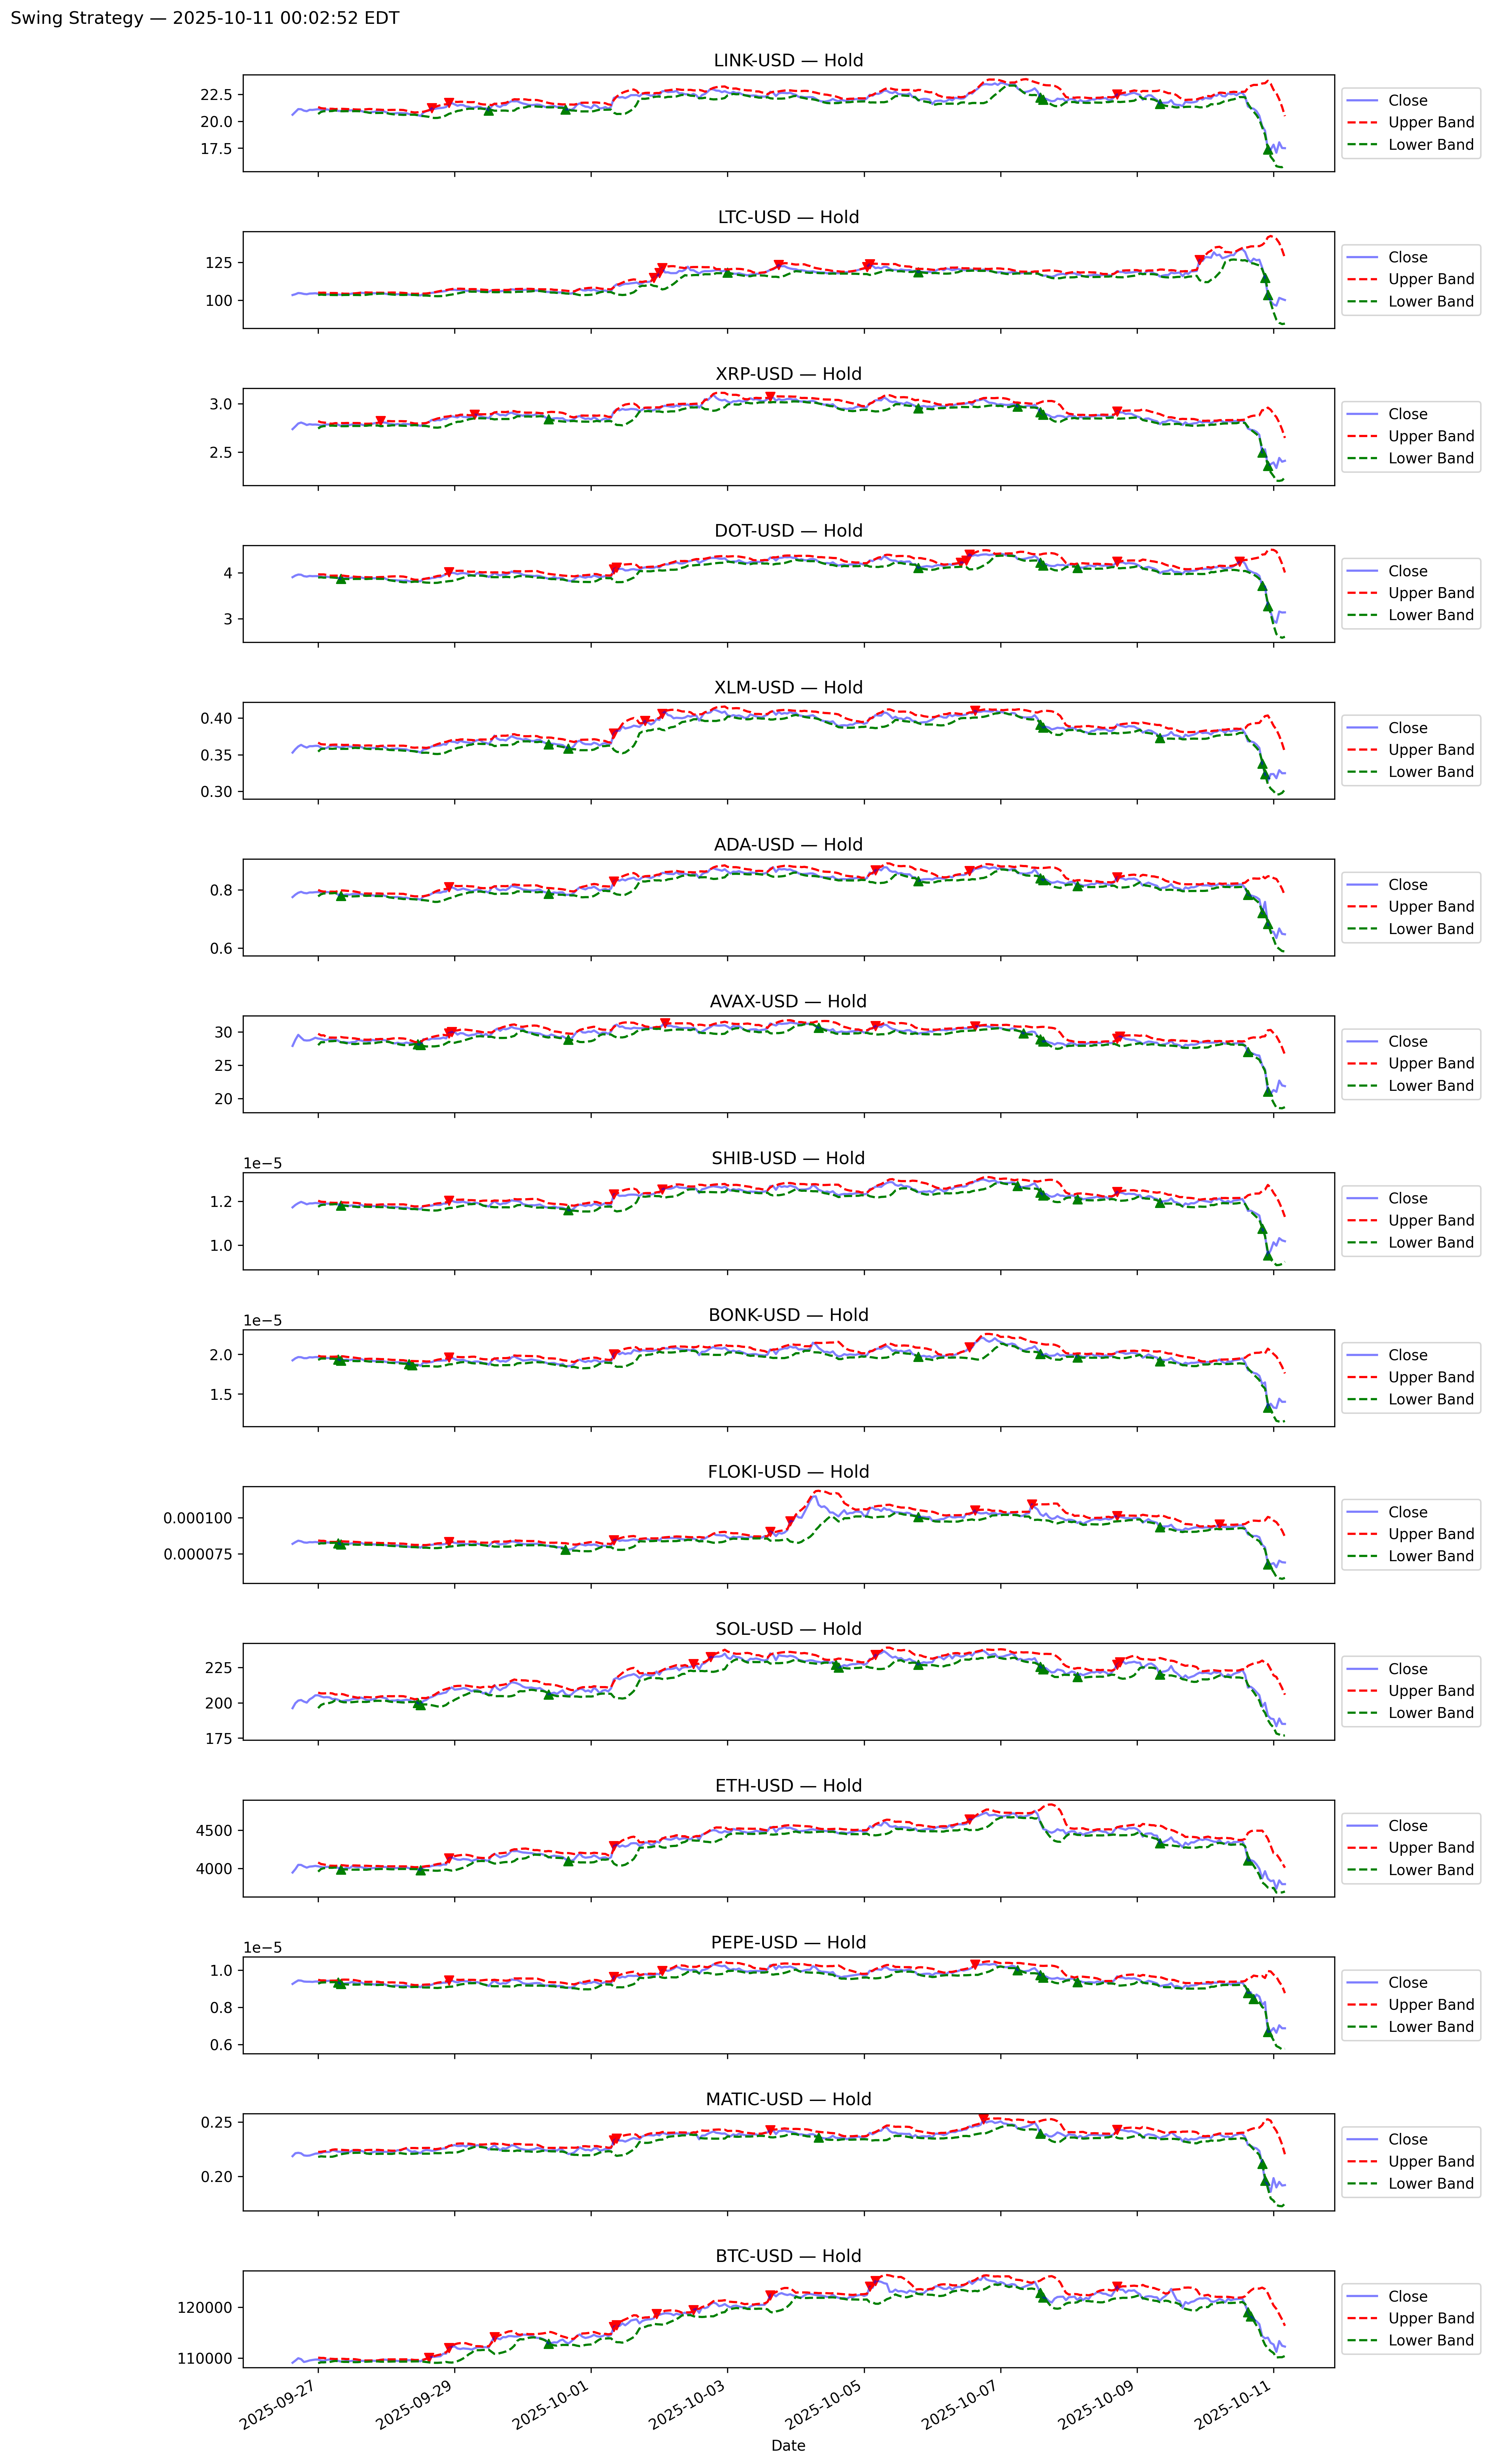 Swing Strategy — 2025-10-11 00:02:52 EDT
LINK-USD — Hold
22.5
20.0
17.5
Close
Upper Band
Lower Band
LTC-USD — Hold
125
100
Close
Upper Band
Lower Band
XRP-USD — Hold
3.0
2.5
Close
Upper Band
Lower Band
DOT-USD — Hold
4
3
Close
Upper Band
Lower Band
XLM-USD — Hold
0.40
0.35
0.30
Close
Upper Band
Lower Band
ADA-USD — Hold
0.8
0.6
Close
Upper Band
Lower Band
AVAX-USD — Hold
30
25
20
Close
Upper Band
Lower Band
SHIB-USD — Hold
1e−5
1.2
1.0
Close
Upper Band
Lower Band
BONK-USD — Hold
1e−5
2.0
1.5
Close
Upper Band
Lower Band
FLOKI-USD — Hold
0.000100
0.000075
Close
Upper Band
Lower Band
SOL-USD — Hold
225
200
175
Close
Upper Band
Lower Band
ETH-USD — Hold
4500
4000
Close
Upper Band
Lower Band
PEPE-USD — Hold
1e−5
1.0
0.8
0.6
Close
Upper Band
Lower Band
MATIC-USD — Hold
0.25
0.20
Close
Upper Band
Lower Band
BTC-USD — Hold
120000
110000
Close
Upper Band
Lower Band
2025-09-27
2025-09-29
2025-10-01
2025-10-03
2025-10-05
2025-10-07
2025-10-09
2025-10-11
Date